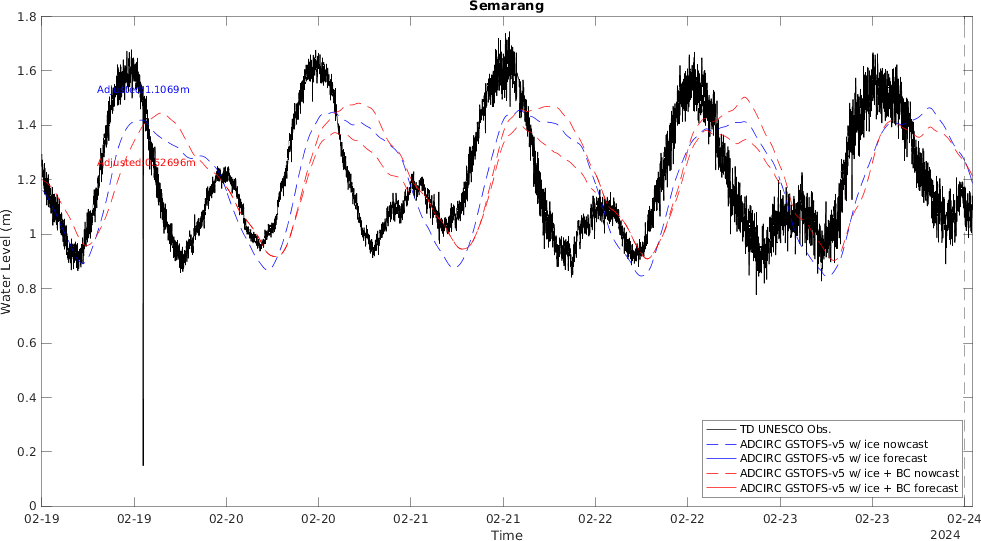 Semarang
Water Level (m)
1.8
1.6
1.4
1.2
1
0.8
0.6
0.4
0.2
0
Adjusted 1.1069m
Adjusted 0.52696m
TD UNESCO Obs.
ADCIRC GSTOFS-v5 w/ ice nowcast
ADCIRC GSTOFS-v5 w/ ice forecast
ADCIRC GSTOFS-v5 w/ ice + BC nowcast
ADCIRC GSTOFS-v5 w/ ice + BC forecast
02-19 02-19 02-20 02-20 02-21 02-21 02-22 02-22 02-23 02-23 02-24
2024
Time